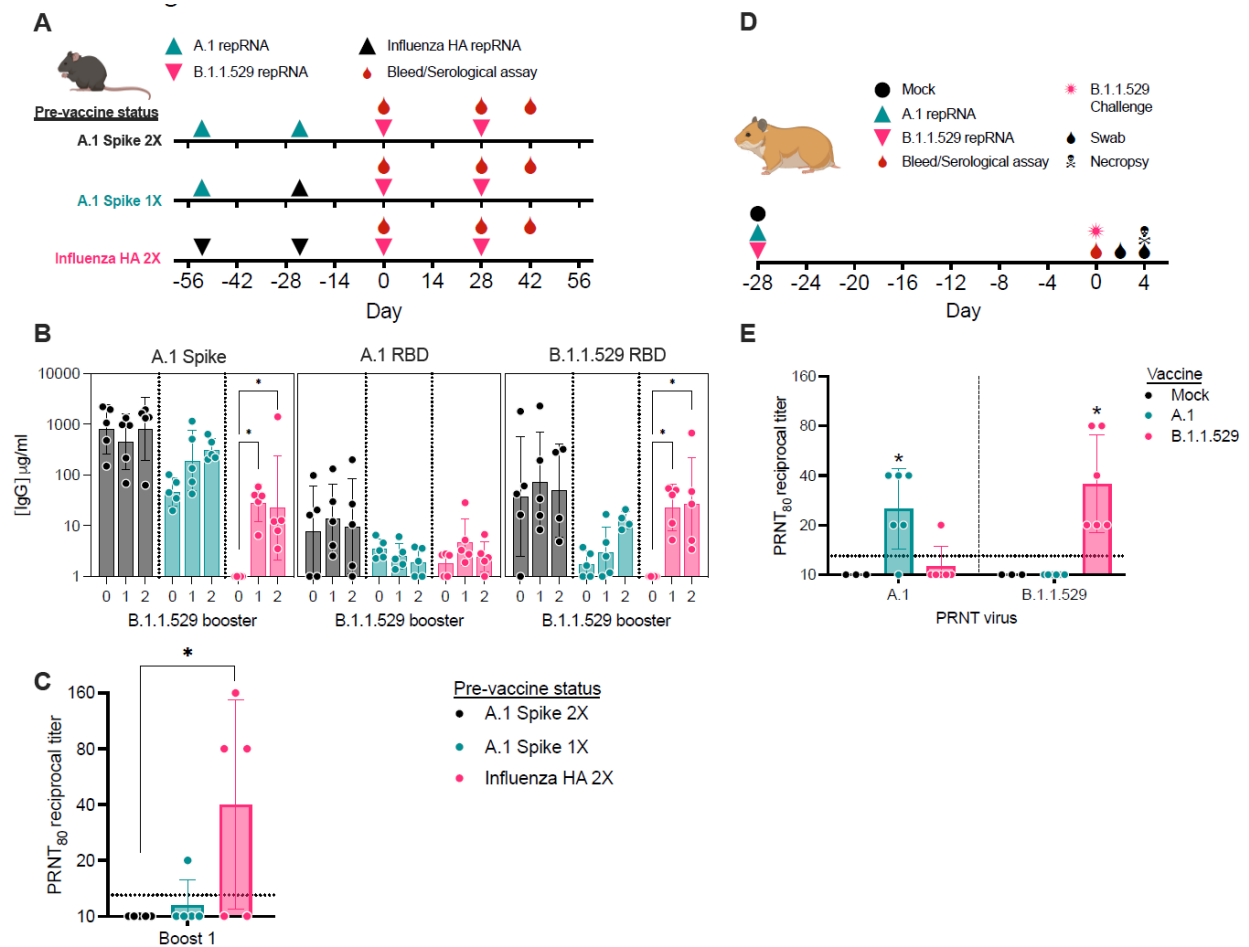 A
A.1 repRNA
Influenza HA repRNA
B.1.1.529 repRNA
Bleed/Serological assay
Pre-vaccine status
A.1 Spike 2X
A.1 Spike 1X
Influenza HA 2X
-56 -42 -28 -14 0 14 28 42 56
Day
B
A.1 Spike
A.1 RBD
B.1.1.529 RBD
[IgG] µg/ml
10000
1000
100
10
1
* *
* *
0 1 2 0 1 2 0 1 2
0 1 2 0 1 2 0 1 2
0 1 2 0 1 2 0 1 2
B.1.1.529 booster
B.1.1.529 booster
B.1.1.529 booster
C
*
PRNT80 reciprocal titer
160
80
40
20
10
Boost 1
Pre-vaccine status
A.1 Spike 2X
A.1 Spike 1X
Influenza HA 2X
D
Mock
A.1 repRNA
B.1.1.529 repRNA
Bleed/Serological assay
B.1.1.529
Challenge
Swab
Necropsy
-28 -24 -20 -16 -12 -8 -4 0 4
Day
E
Vaccine
Mock
A.1
B.1.1.529
PRNT80 reciprocal titer
160
80
40
20
10
* *
A.1 B.1.1.529
PRNT virus